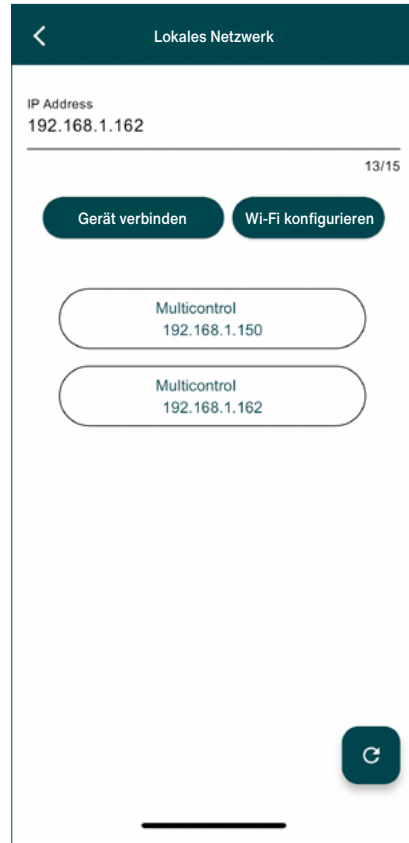 Lokales Netzwerk
IP Address
192.168.1.162
13/15
Gerät verbinden Wi-Fi konfigurieren
Multicontrol
192.168.1.150
Multicontrol
192.168.1.162